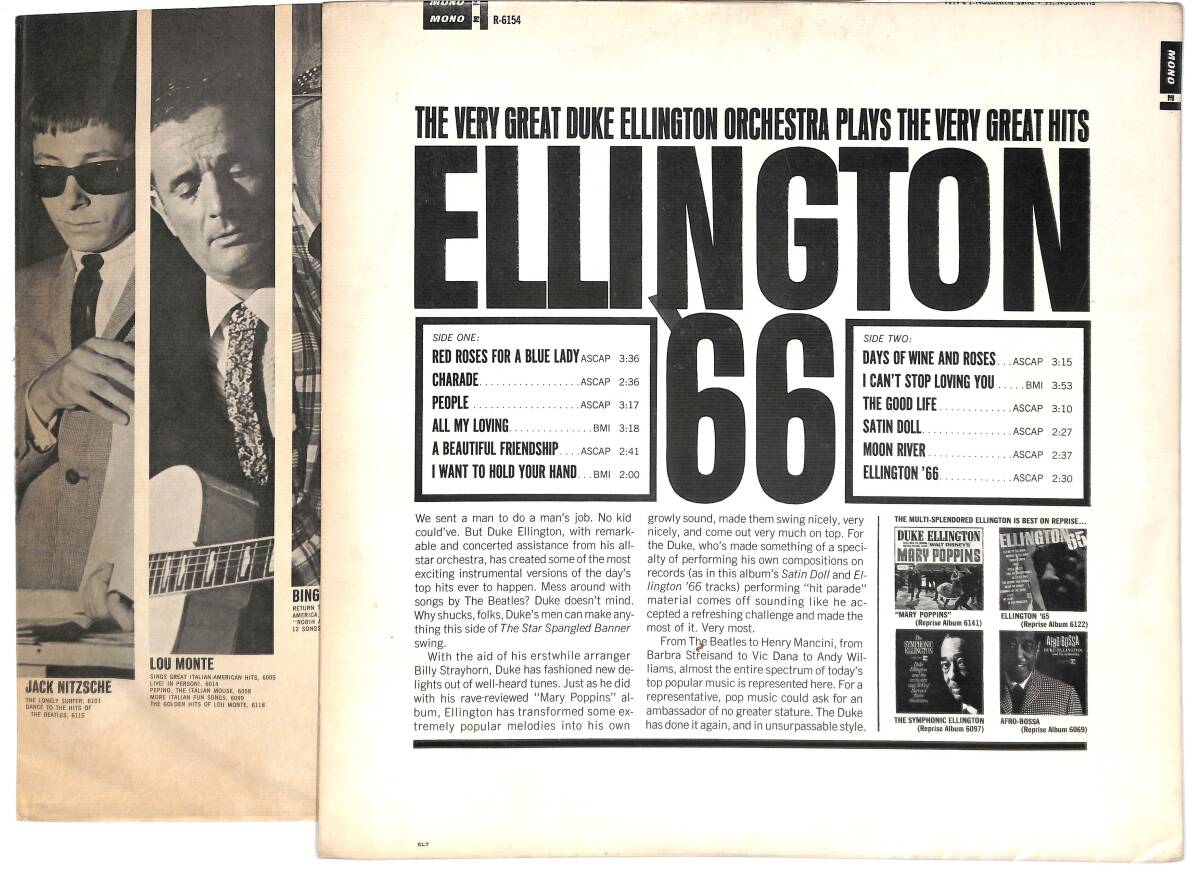 MONO
MONO R-6154
MONO
THE VERY GREAT DUKE ELLINGTON ORCHESTRA PLAYS THE VERY GREAT HITS
ELLINGTON
'66
SIDE ONE:
RED ROSES FOR A BLUE LADY ASCAP 3:36
CHARADE..................ASCAP 2:36
PEOPLE ..................ASCAP 3:17
ALL MY LOVING...............BMI 3:18
A BEAUTIFUL FRIENDSHIP....ASCAP 2:41
I WANT TO HOLD YOUR HAND...BMI 2:00
SIDE TWO:
DAYS OF WINE AND ROSES...ASCAP 3:15
I CAN'T STOP LOVING YOU .....BMI 3:53
THE GOOD LIFE.............ASCAP 3:10
SATIN DOLL................ASCAP 2:27
MOON RIVER...............ASCAP 2:37
ELLINGTON '66.............ASCAP 2:30
We sent a man to do a man's job. No kid
could've. But Duke Ellington, with remark-
able and concerted assistance from his all-
star orchestra, has created some of the most
exciting instrumental versions of the day's
top hits ever to happen. Mess around with
songs by The Beatles? Duke doesn't mind.
Why shucks, folks, Duke's men can make any-
thing this side of The Star Spangled Banner
swing.
With the aid of his erstwhile arranger
Billy Strayhorn, Duke has fashioned new de-
lights out of well-heard tunes. Just as he did
with his rave-reviewed "Mary Poppins" al-
bum, Ellington has transformed some ex-
tremely popular melodies into his own
growly sound, made them swing nicely, very
nicely, and come out very much on top. For
the Duke, who's made something of a speci-
alty of performing his own compositions on
records (as in this album's Satin Doll and El-
lington '66 tracks) performing "hit parade"
material comes off sounding like he ac-
cepted a refreshing challenge and made the
most of it. Very most.
From The Beatles to Henry Mancini, from
Barbra Streisand to Vic Dana to Andy Wil-
liams, almost the entire spectrum of today's
top popular music is represented here. For a
representative, pop music could ask for an
ambassador of no greater stature. The Duke
has done it again, and in unsurpassable style.
THE MULTI-SPLENDORED ELLINGTON IS BEST ON REPRISE...
DUKE ELLINGTON
WALT DISNEY'S
MARY POPPINS
"MARY POPPINS"
(Reprise Album 6141)
ELLINGTON '65
ELLINGTON '65
(Reprise Album 6122)
THE SYMPHONIC
ELLINGTON
THE SYMPHONIC ELLINGTON
(Reprise Album 6097)
AFRO-BOSSA
DUKE ELLINGTON
AFRO-BOSSA
(Reprise Album 6069)
ELT
JACK NITZSCHE
THE LONELY SURFER, 6101
DANCE TO THE HITS OF
THE BEATLES, 6115
LOU MONTE
SINGS GREAT ITALIAN-AMERICAN HITS, 6005
LIVE! IN PERSON!, 6014
PEPINO, THE ITALIAN MOUSE, 6058
MORE ITALIAN FUN SONGS, 6099
THE GOLDEN HITS OF LOU MONTE, 6118
BING
RETURN
AMERICA,
"ROBIN
12 SONGS